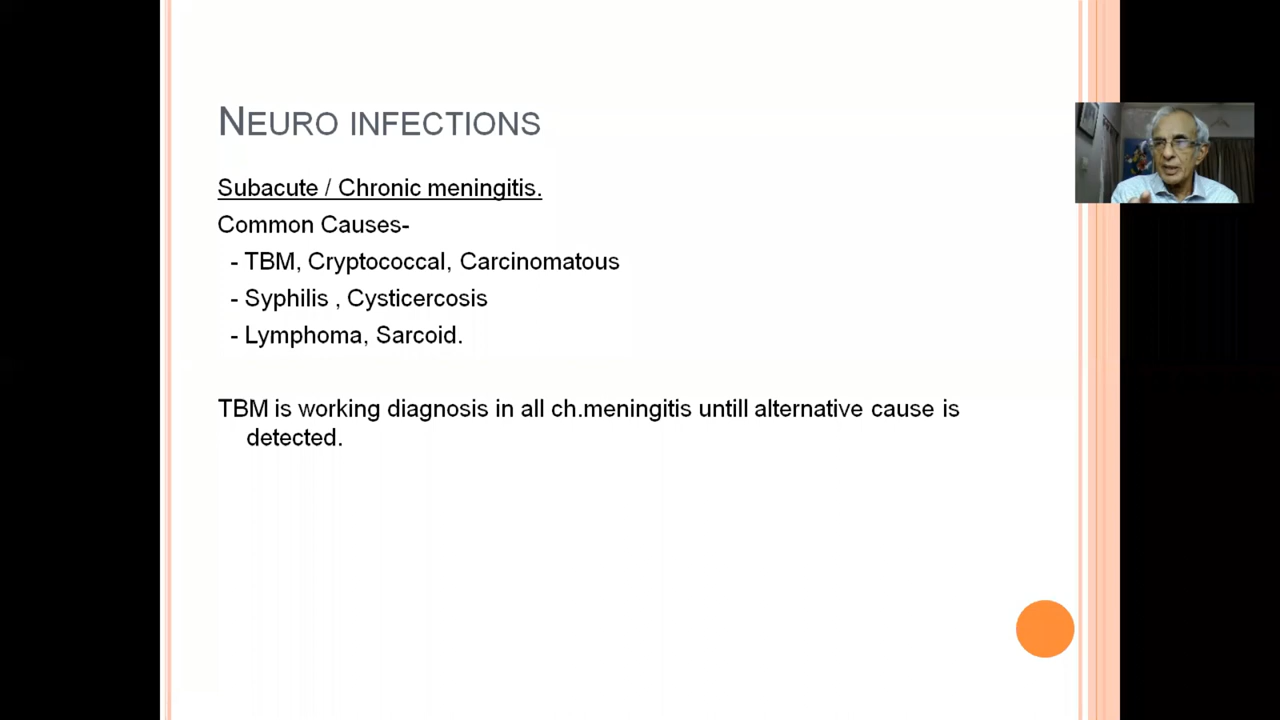 NEURO INFECTIONS
Subacute / Chronic meningitis.
Common Causes-
- TBM, Cryptococcal, Carcinomatous
- Syphilis , Cysticercosis
- Lymphoma, Sarcoid.
TBM is working diagnosis in all ch.meningitis untill alternative cause is
detected.